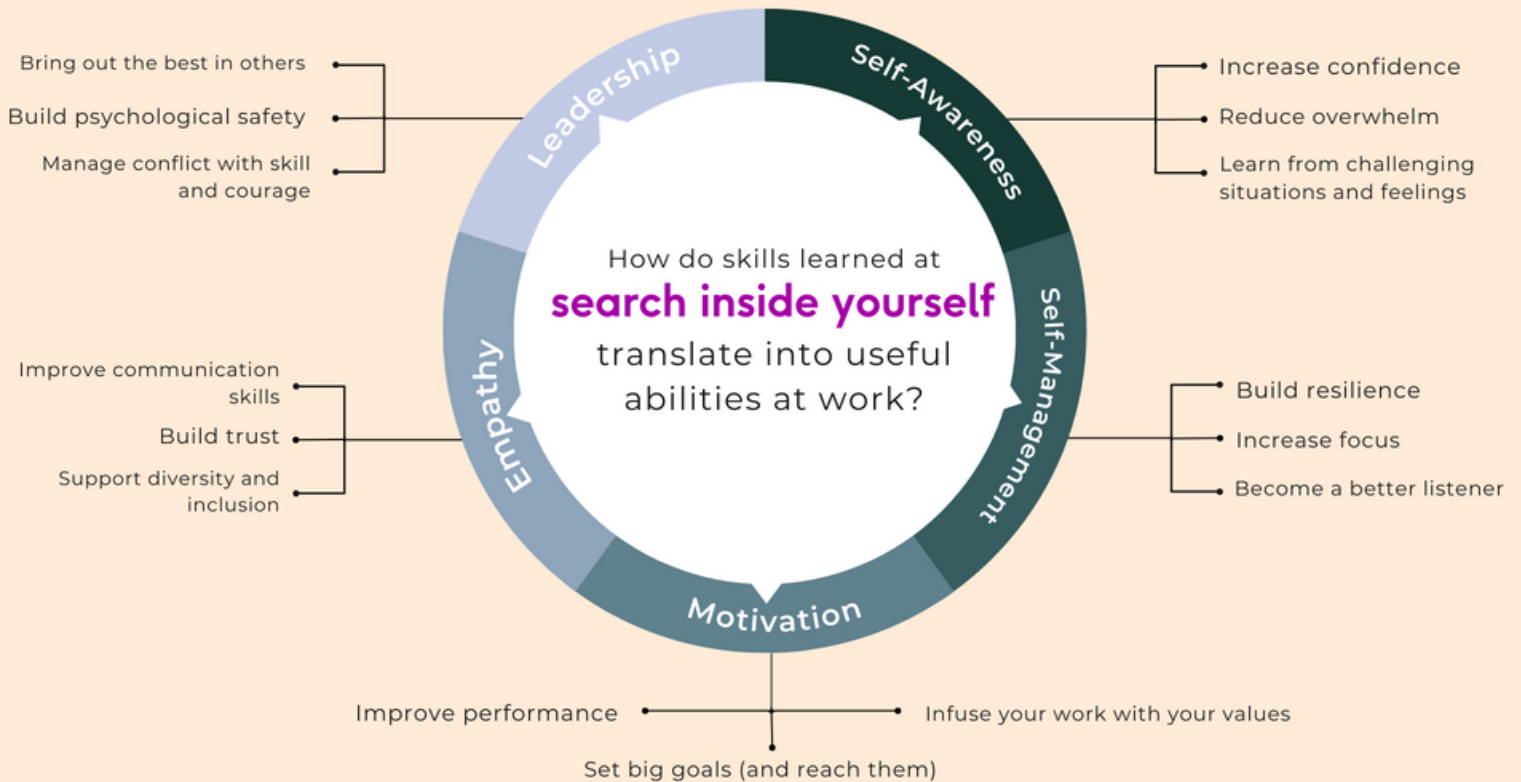 How do skills learned at
search inside yourself
translate into useful
abilities at work?
Self-Awareness
Increase confidence
Reduce overwhelm
Learn from challenging
situations and feelings
Self-Management
Build resilience
Increase focus
Become a better listener
Motivation
Improve performance
Infuse your work with your values
Set big goals (and reach them)
Empathy
Improve communication
skills
Build trust
Support diversity and
inclusion
Leadership
Bring out the best in others
Build psychological safety
Manage conflict with skill
and courage